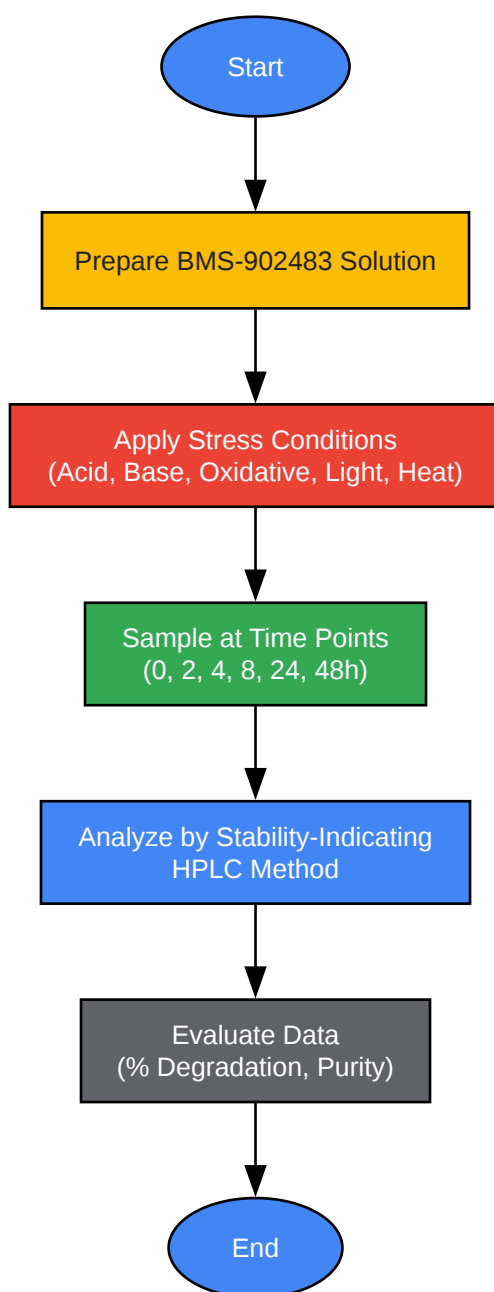 Start
Prepare BMS-902483 Solution
Apply Stress Conditions
(Acid, Base, Oxidative, Light, Heat)
Sample at Time Points
(0, 2, 4, 8, 24, 48h)
Analyze by Stability-Indicating
HPLC Method
Evaluate Data
(% Degradation, Purity)
End